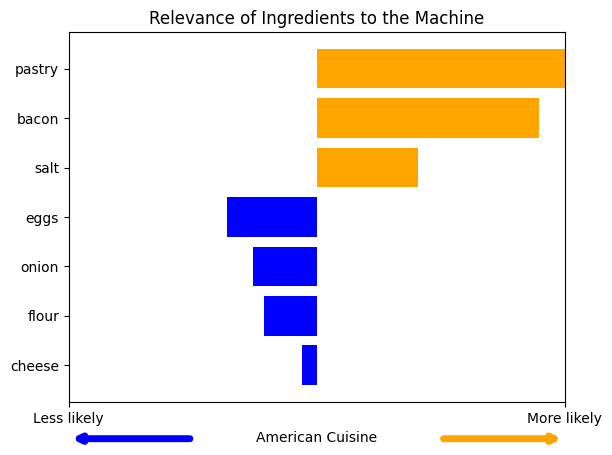 Relevance of Ingredients to the Machine
pastry
bacon
salt
eggs
onion
flour
cheese
Less likely
More likely
American Cuisine